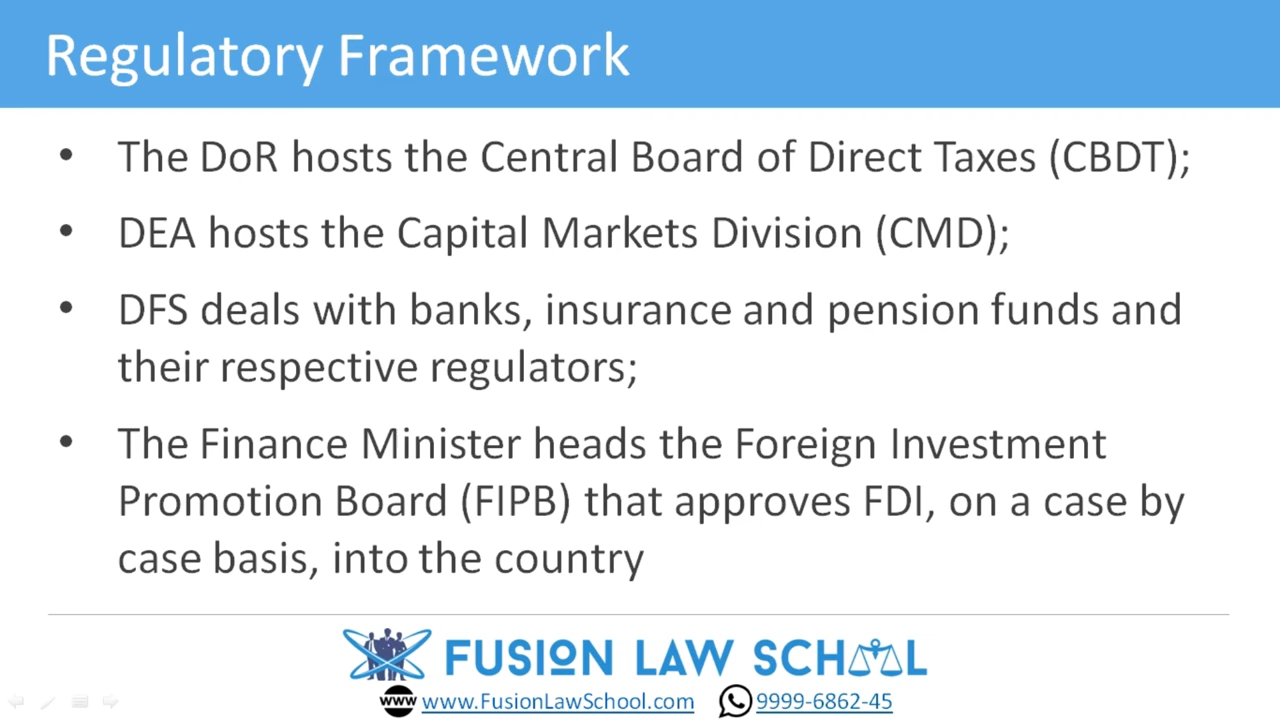 Regulatory Framework
• The DoR hosts the Central Board of Direct Taxes (CBDT);
• DEA hosts the Capital Markets Division (CMD);
• DFS deals with banks, insurance and pension funds and
their respective regulators;
• The Finance Minister heads the Foreign Investment
Promotion Board (FIPB) that approves FDI, on a case by
case basis, into the country
FUSION LAW SCHOOL
www www.FusionLawSchool.com 9999-6862-45